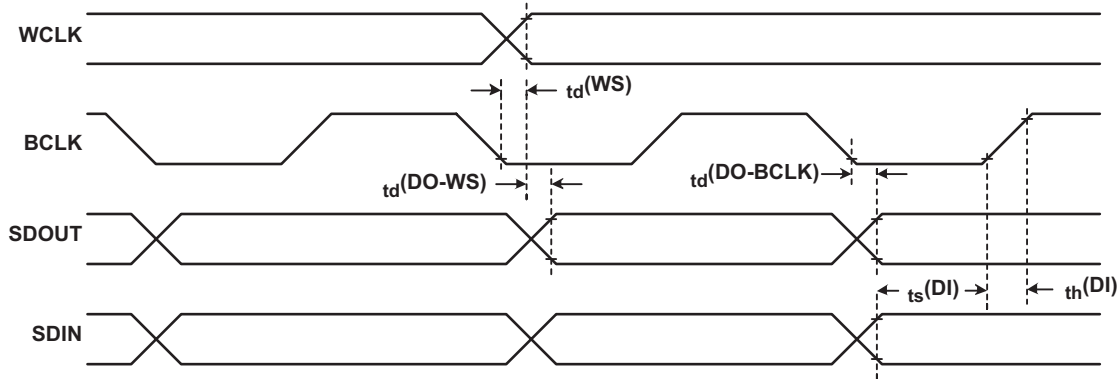 WCLK
td(WS)
BCLK
td(DO-WS)
td(DO-BCLK)
SDOUT
ts(DI)
th(DI)
SDIN